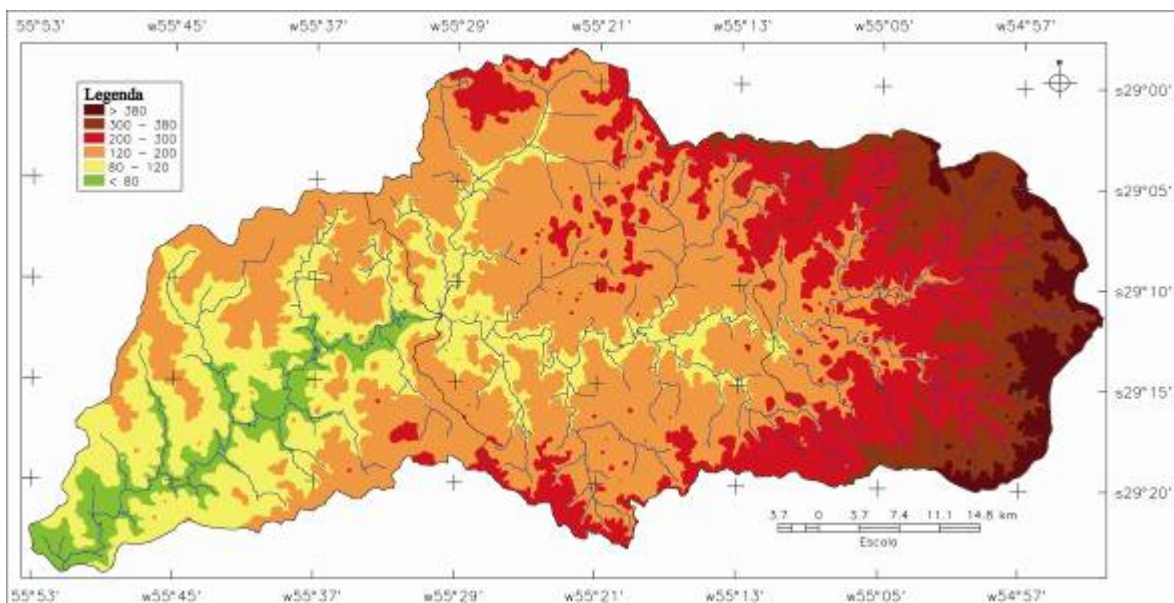 55°53' w55°45' w55°37' w55°29' w55°21' w55°13' w55°05' w54°57'
Legenda
> 380
300 - 380
200 - 300
120 - 200
80 - 120
< 80
s29°00'
s29°05'
s29°10'
s29°15'
s29°20'
3.7 0 3.7 7.4 11.1 14.8 km
Escala
55°53' w55°45' w55°37' w55°29' w55°21' w55°13' w55°05' w54°57'